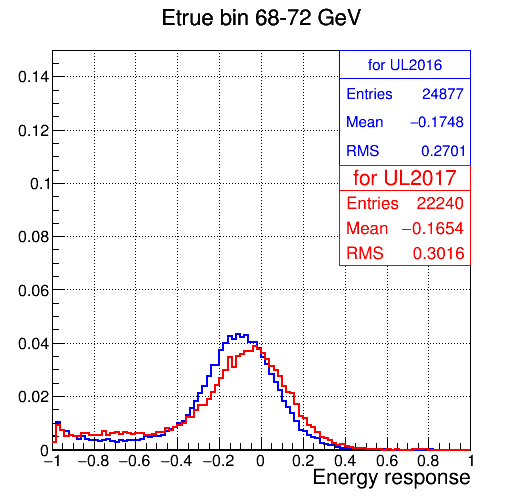 Etrue bin 68-72 GeV
for UL2016
Entries 24877
Mean −0.1748
RMS 0.2701
for UL2017
Entries 22240
Mean −0.1654
RMS 0.3016
0.14
0.12
0.1
0.08
0.06
0.04
0.02
0
−1 −0.8 −0.6 −0.4 −0.2 0 0.2 0.4 0.6 0.8 1
Energy response